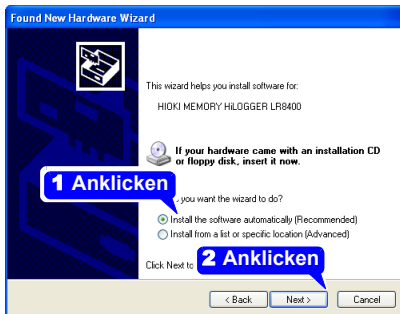 Found New Hardware Wizard
This wizard helps you install software for:
HIOKI MEMORY HiLOGGER LR8400
If your hardware came with an installation CD
or floppy disk, insert it now.
1 Anklicken
you want the wizard to do?
Install the software automatically (Recommended)
Install from a list or specific location (Advanced)
2 Anklicken
Click Next to
< Back
Next >
Cancel